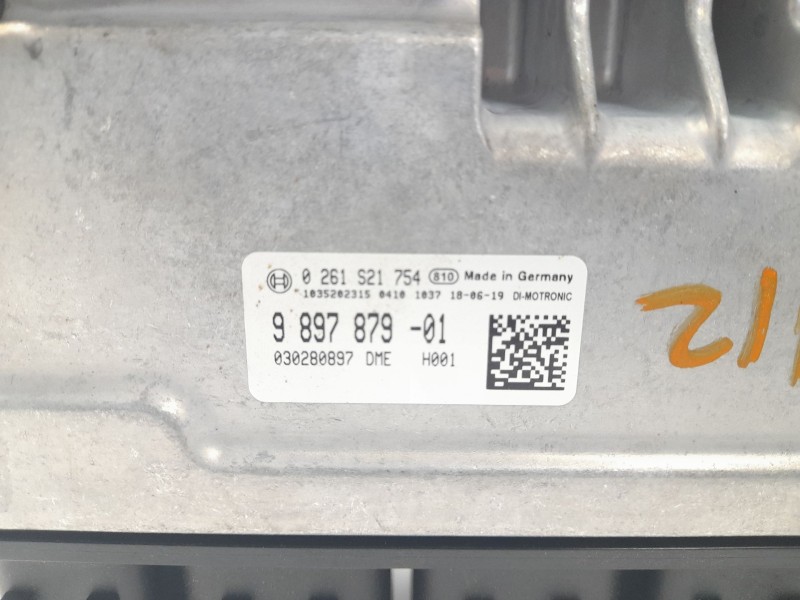 0 261 S21 754 810 Made in Germany
1035202315 0410 1037 18-06-19 DI-MOTRONIC
9 897 879 -01
030280897 DME H001